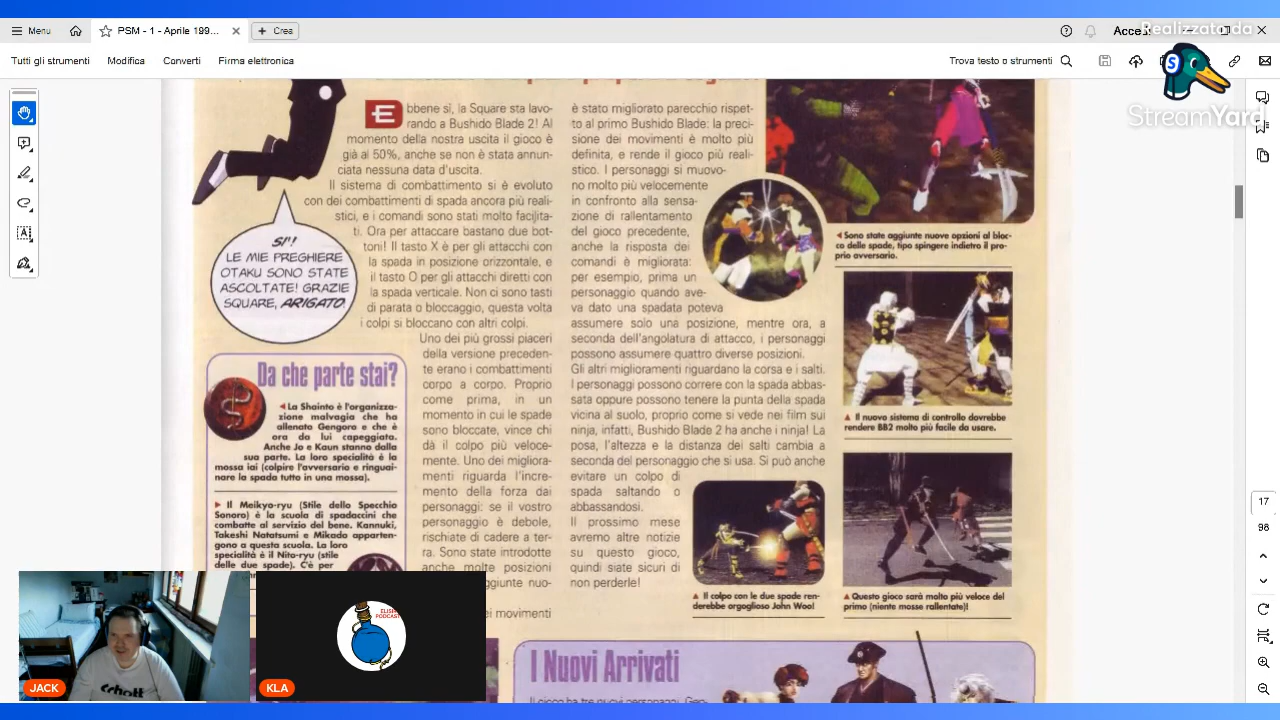 Menu
PSM - 1 - Aprile 199...
Crea
Realizzato da
StreamYard
Tutti gli strumenti
Modifica
Converti
Firma elettronica
Trova testo o strumenti
Ebbene sì, la Square sta lavo-
rando a Bushido Blade 2! Al
momento della nostra uscita il gioco è
già al 50%, anche se non è stata annun-
ciata nessuna data d'uscita.
Il sistema di combattimento si è evoluto
con dei combattimenti di spada ancora più reali-
stici, e i comandi sono stati molto facilita-
ti. Ora per attaccare bastano due bot-
toni! Il tasto X è per gli attacchi con
la spada in posizione orizzontale, e
il tasto O per gli attacchi diretti con
la spada verticale. Non ci sono tasti
di parata o bloccaggio, questa volta
i colpi si bloccano con altri colpi.
Uno dei più grossi piaceri
della versione preceden-
te erano i combattimenti
corpo a corpo. Proprio
come prima, in un
momento in cui le spade
sono bloccate, vince chi
dà il colpo più veloce-
mente. Uno dei migliora-
menti riguarda l'incre-
mento della forza dai
personaggi: se il vostro
personaggio è debole,
rischiate di cadere a ter-
ra. Sono state introdotte
anche molte posizioni
ggiunte nuo-
ei movimenti
SI'!
LE MIE PREGHIERE
OTAKU SONO STATE
ASCOLTATE! GRAZIE
SQUARE, ARIGATO!
Da che parte stai?
La Shainto è l'organizza-
zione malvagia che ha
allenato Gengoro e che è
ora da lui capeggiata.
Anche Jo e Kaun stanno dalla
sua parte. La loro specialità è la
mossa iai (colpire l'avversario e ringuai-
nare la spada tutto in una mossa).
Il Meikyo-ryu (Stile dello Specchio
Sonoro) è la scuola di spadaccini che
combatte al servizio del bene. Kannuki,
Takeshi Natatsumi e Mikado apparten-
gono a questa scuola. La loro
specialità è il Nito-ryu (stile
delle due spade). C'è per
è stato migliorato parecchio rispet-
to al primo Bushido Blade: la preci-
sione dei movimenti è molto più
definita, e rende il gioco più reali-
stico. I personaggi si muovo-
no molto più velocemente
in confronto alla sensa-
zione di rallentamento
del gioco precedente,
anche la risposta dei
comandi è migliorata:
per esempio, prima un
personaggio quando ave-
va dato una spadata poteva
assumere solo una posizione, mentre ora, a
seconda dell'angolatura di attacco, i personaggi
possono assumere quattro diverse posizioni.
Gli altri miglioramenti riguardano la corsa e i salti.
I personaggi possono correre con la spada abbas-
sata oppure possono tenere la punta della spada
vicina al suolo, proprio come si vede nei film sui
ninja, infatti, Bushido Blade 2 ha anche i ninja! La
posa, l'altezza e la distanza dei salti cambia a
seconda del personaggio che si usa. Si può anche
evitare un colpo di
spada saltando o
abbassandosi.
Il prossimo mese
avremo altre notizie
su questo gioco,
quindi siate sicuri di
non perderle!
Sono state aggiunte nuove opzioni al bloc-
co delle spade, tipo spingere indietro il pro-
prio avversario.
Il nuovo sistema di controllo dovrebbe
rendere BB2 molto più facile da usare.
Il colpo con le due spade ren-
derebbe orgoglioso John Woo!
Questo gioco sarà molto più veloce del
primo (niente mosse rallentate)!
I Nuovi Arrivati
17
98
JACK
PODCAST
KLA